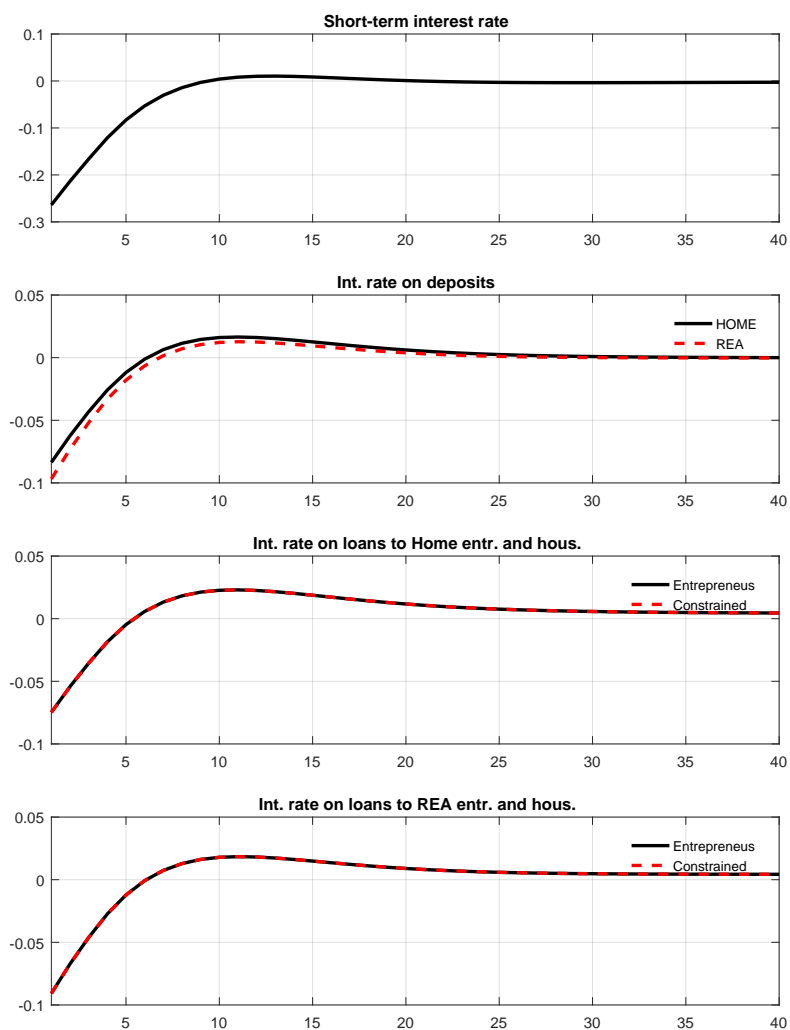 Short-term interest rate
0.1
0
-0.1
-0.2
-0.3
5 10 15 20 25 30 35 40
Int. rate on deposits
0.05
HOME
REA
0
-0.05
-0.1
5 10 15 20 25 30 35 40
Int. rate on loans to Home entr. and hous.
0.05
Entrepreneus
Constrained
0
-0.05
-0.1
5 10 15 20 25 30 35 40
Int. rate on loans to REA entr. and hous.
0.05
Entrepreneus
Constrained
0
-0.05
-0.1
5 10 15 20 25 30 35 40